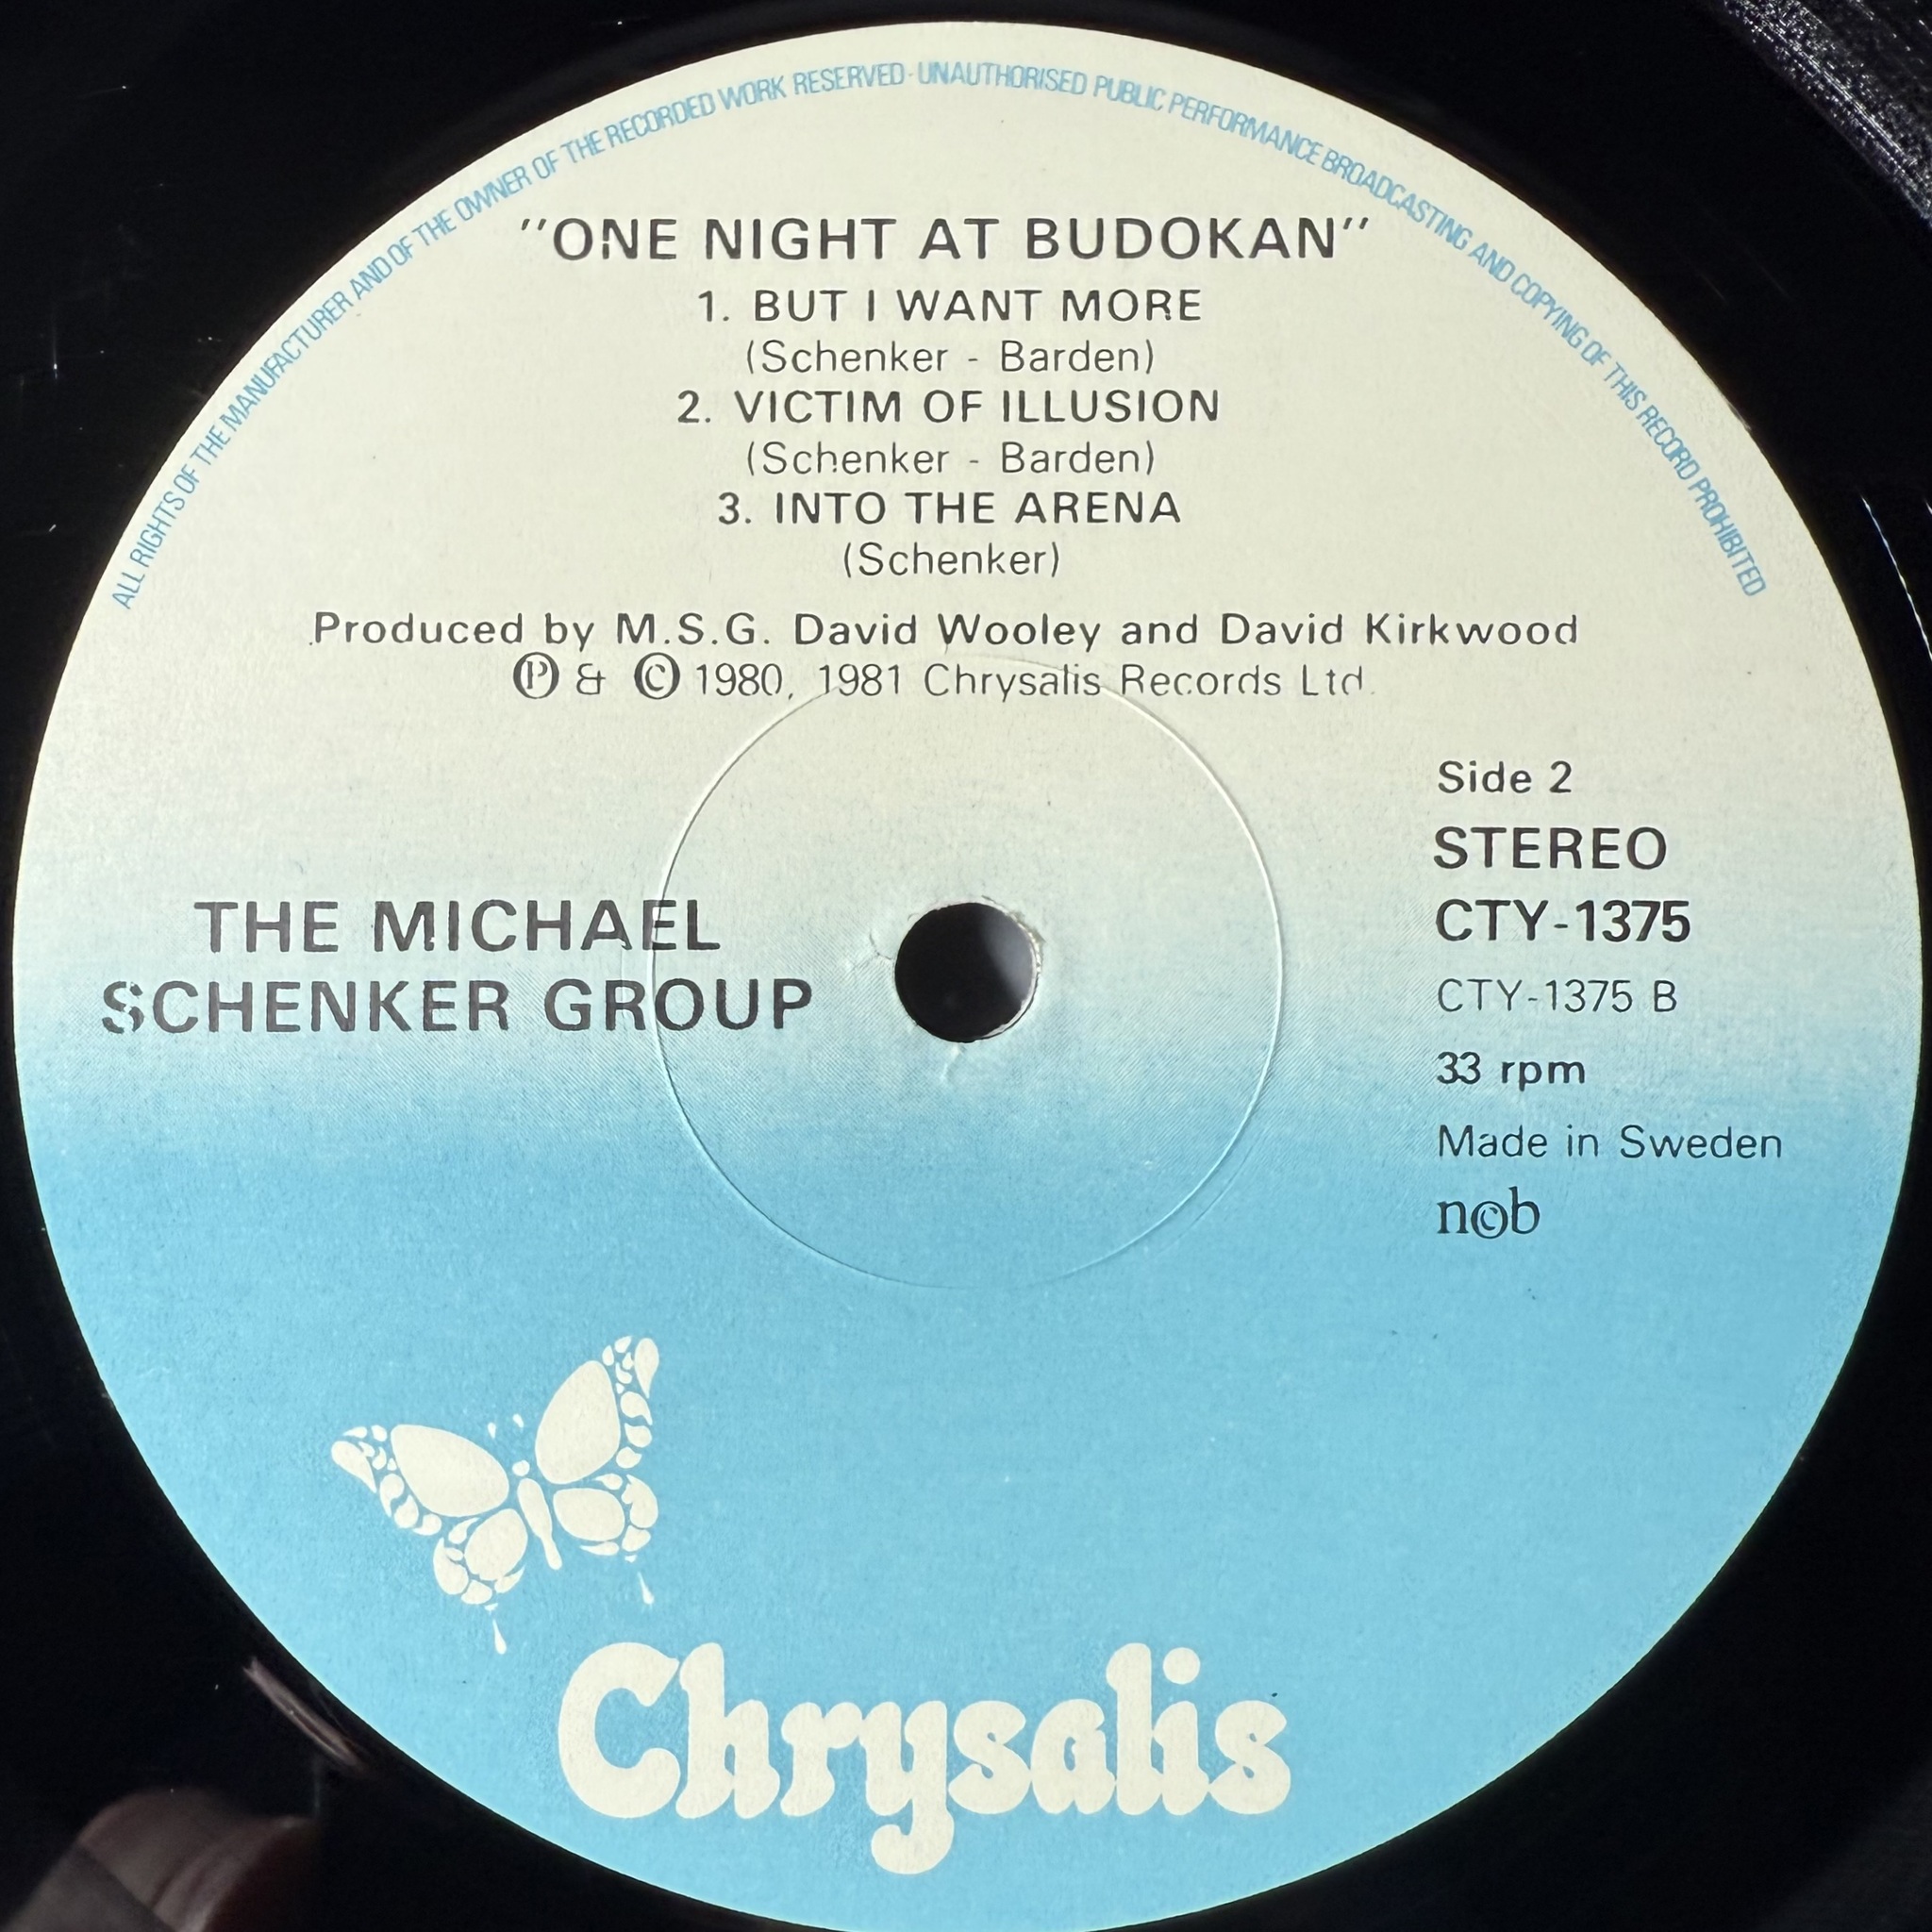 ALL RIGHTS OF THE MANUFACTURER AND OF THE OWNER OF THE RECORDED WORK RESERVED · UNAUTHORISED PUBLIC PERFORMANCE BROADCASTING AND COPYING OF THIS RECORD PROHIBITED
"ONE NIGHT AT BUDOKAN"
1. BUT I WANT MORE
(Schenker - Barden)
2. VICTIM OF ILLUSION
(Schenker - Barden)
3. INTO THE ARENA
(Schenker)
Produced by M.S.G. David Wooley and David Kirkwood
℗ & © 1980, 1981 Chrysalis Records Ltd.
THE MICHAEL
SCHENKER GROUP
Side 2
STEREO
CTY-1375
CTY-1375 B
33 rpm
Made in Sweden
n©b
Chrysalis